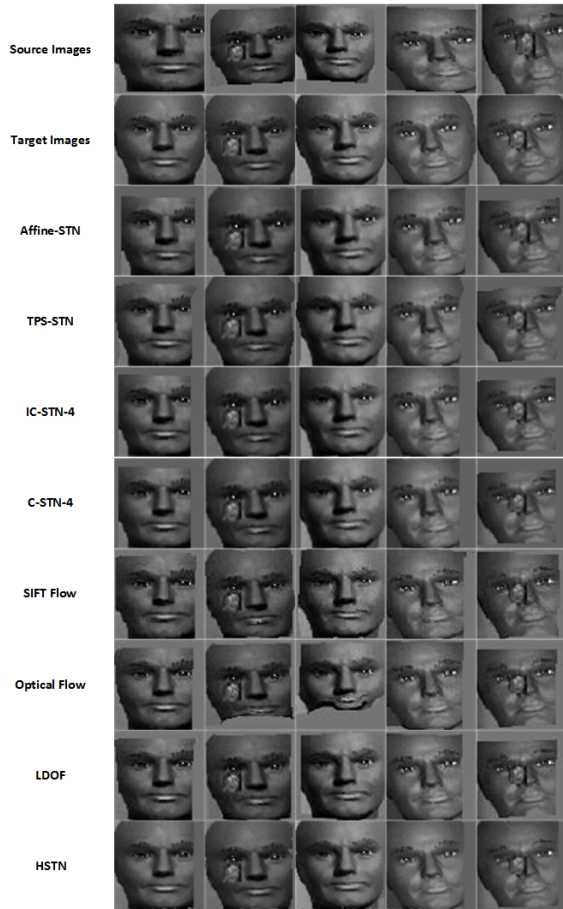 Source Images
Target Images
Affine-STN
TPS-STN
IC-STN-4
C-STN-4
SIFT Flow
Optical Flow
LDOF
HSTN